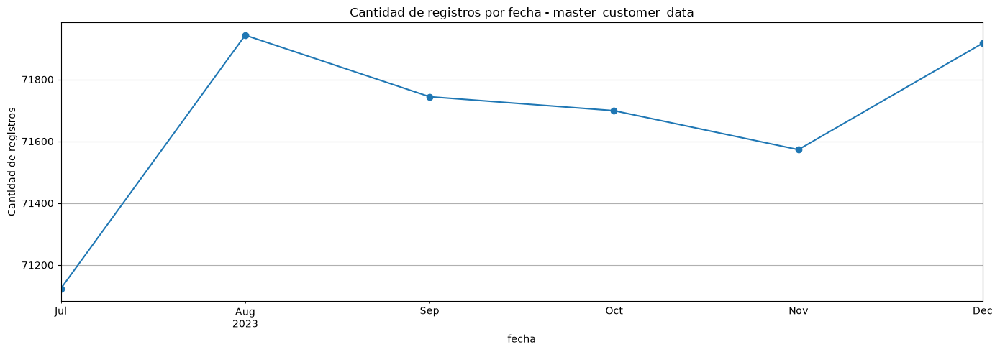 Cantidad de registros por fecha - master_customer_data
Cantidad de registros
71800
71600
71400
71200
Jul
Aug
2023
Sep
Oct
Nov
Dec
fecha